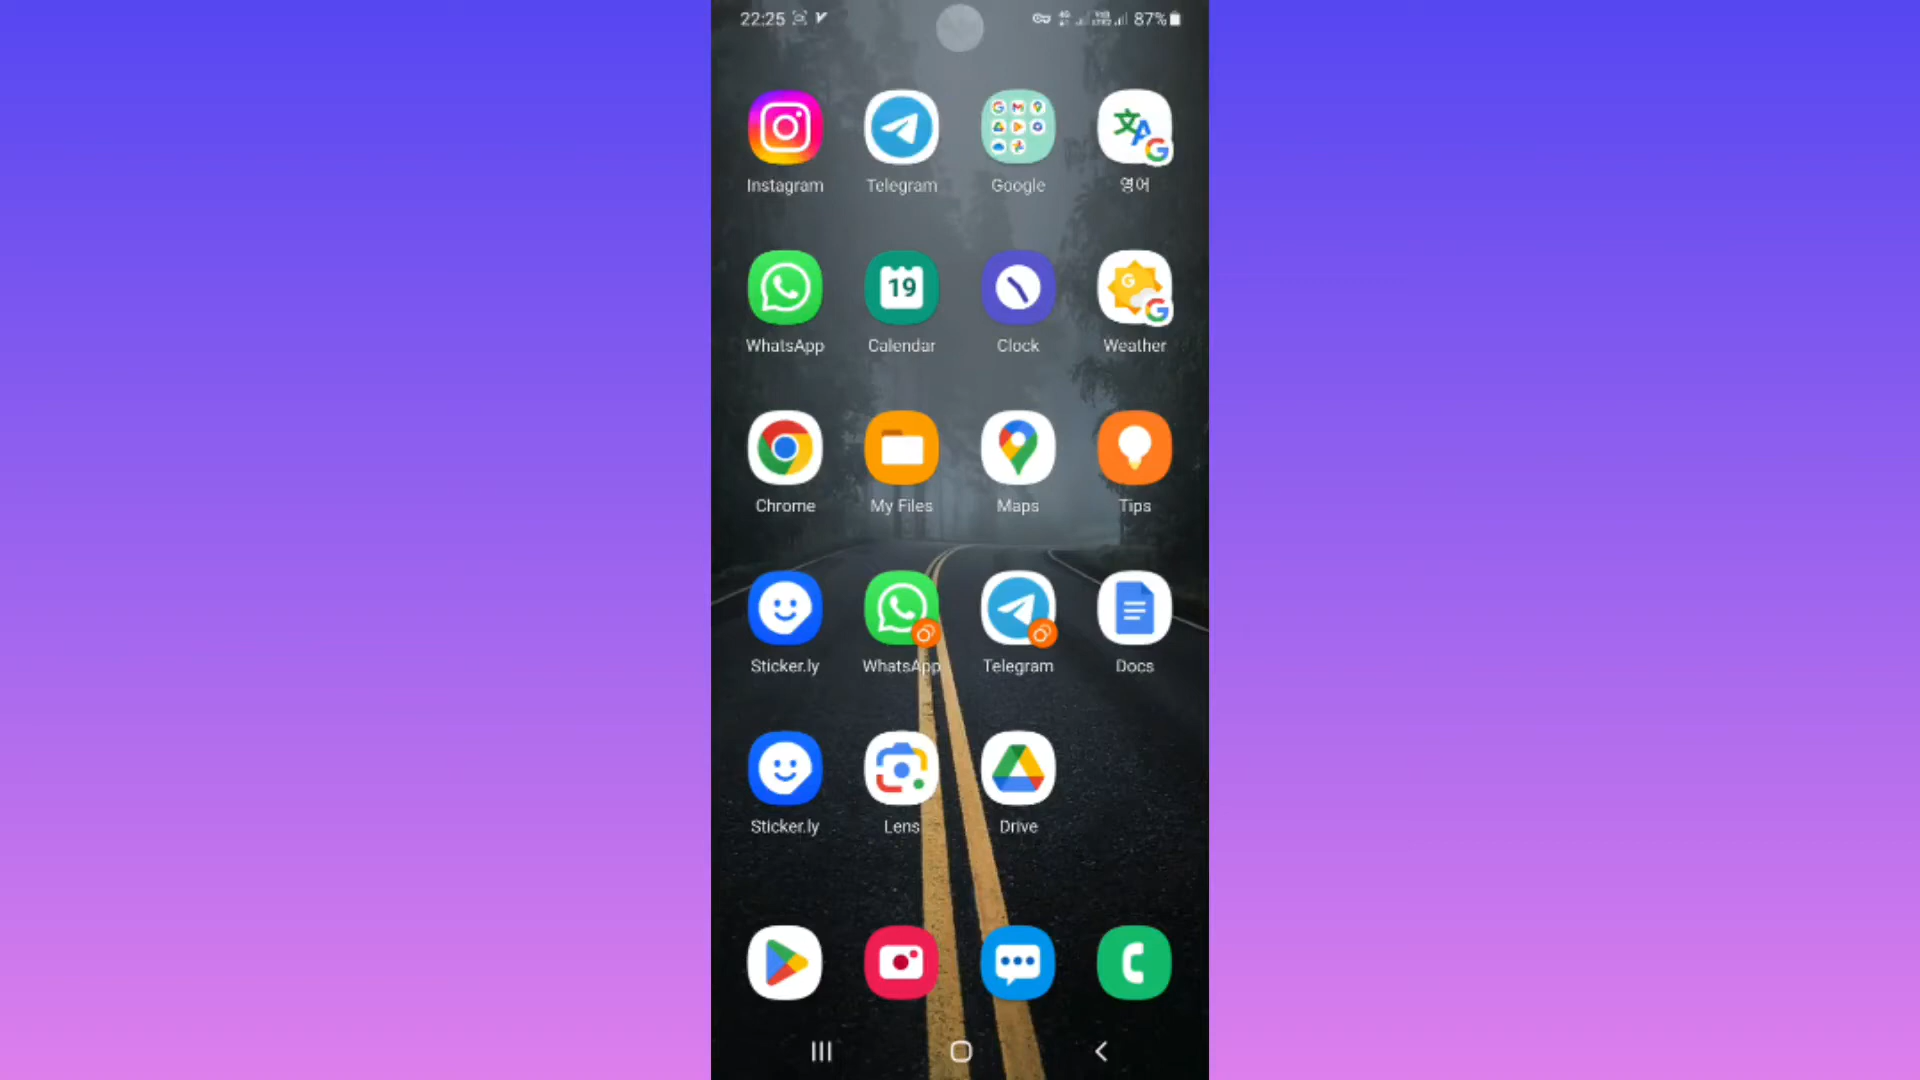 22:25 87%
Instagram Telegram Google 영어
19
WhatsApp Calendar Clock Weather
Chrome My Files Maps Tips
Sticker.ly WhatsApp Telegram Docs
Sticker.ly Lens Drive